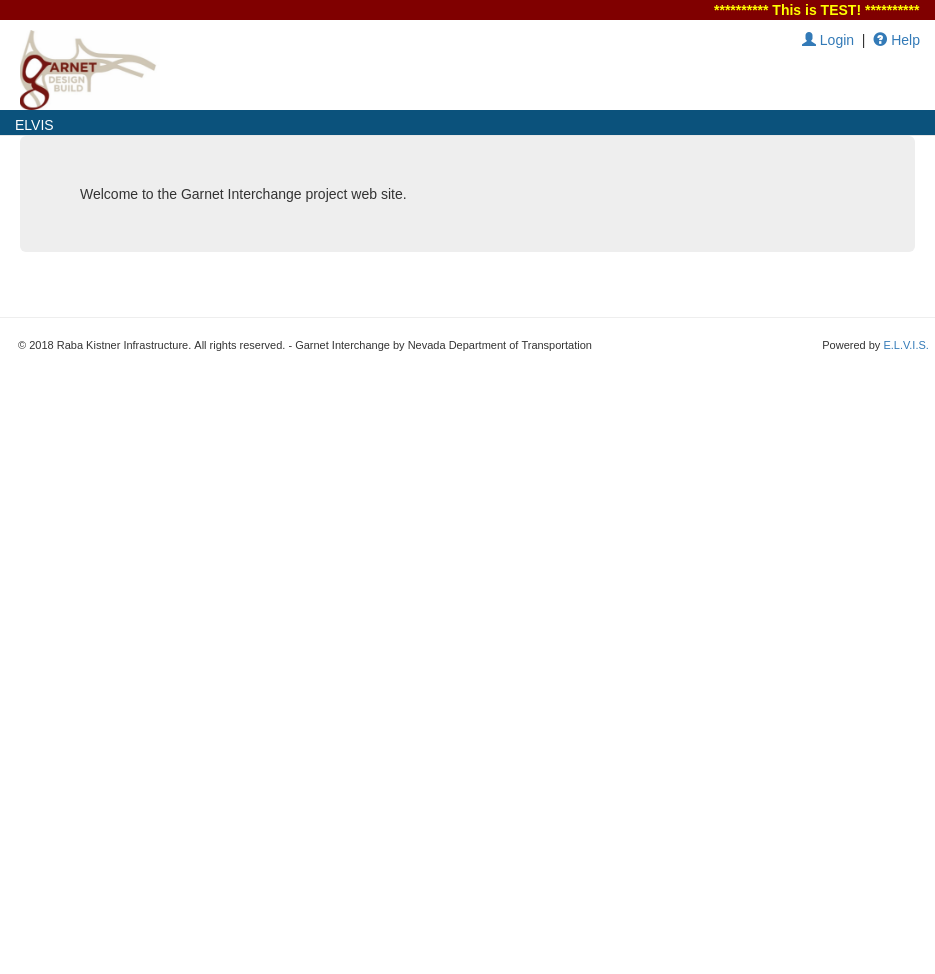 ********** This is TEST! **********
Login | Help
gARNET
DESIGN
BUILD
ELVIS
Welcome to the Garnet Interchange project web site.
© 2018 Raba Kistner Infrastructure. All rights reserved. - Garnet Interchange by Nevada Department of Transportation
Powered by E.L.V.I.S.